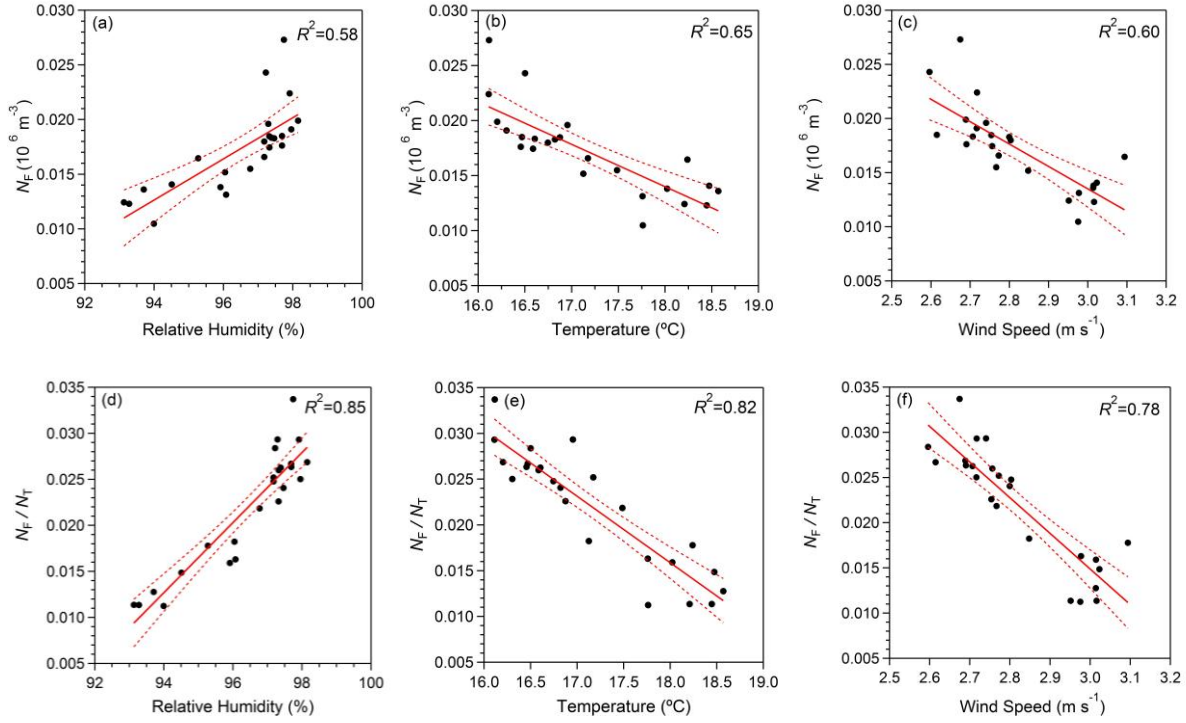 (a)
R²=0.58
0.030
0.025
0.020
0.015
0.010
0.005
N_F (10⁶ m⁻³)
92 94 96 98 100
Relative Humidity (%)
(b)
R²=0.65
0.030
0.025
0.020
0.015
0.010
0.005
N_F (10⁶ m⁻³)
16.0 16.5 17.0 17.5 18.0 18.5 19.0
Temperature (ºC)
(c)
R²=0.60
0.030
0.025
0.020
0.015
0.010
0.005
N_F (10⁶ m⁻³)
2.5 2.6 2.7 2.8 2.9 3.0 3.1 3.2
Wind Speed (m s⁻¹)
(d)
R²=0.85
0.035
0.030
0.025
0.020
0.015
0.010
0.005
N_F / N_T
92 94 96 98 100
Relative Humidity (%)
(e)
R²=0.82
0.035
0.030
0.025
0.020
0.015
0.010
0.005
N_F / N_T
16.0 16.5 17.0 17.5 18.0 18.5 19.0
Temperature (ºC)
(f)
R²=0.78
0.035
0.030
0.025
0.020
0.015
0.010
0.005
N_F / N_T
2.5 2.6 2.7 2.8 2.9 3.0 3.1 3.2
Wind Speed (m s⁻¹)